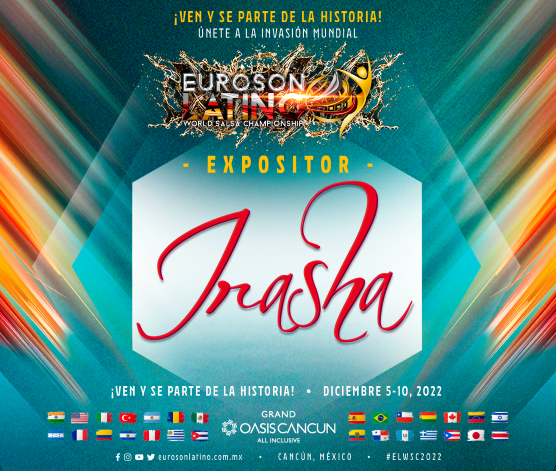 ¡VEN Y SE PARTE DE LA HISTORIA!
ÚNETE A LA INVASIÓN MUNDIAL
EUROSON
LATINO
WORLD SALSA CHAMPIONSHIP
- EXPOSITOR -
Irasha
¡VEN Y SE PARTE DE LA HISTORIA! • DICIEMBRE 5-10, 2022
GRAND
OASIS CANCUN
ALL INCLUSIVE
eurosonlatino.com.mx • CANCÚN, MÉXICO • #ELWSC2022